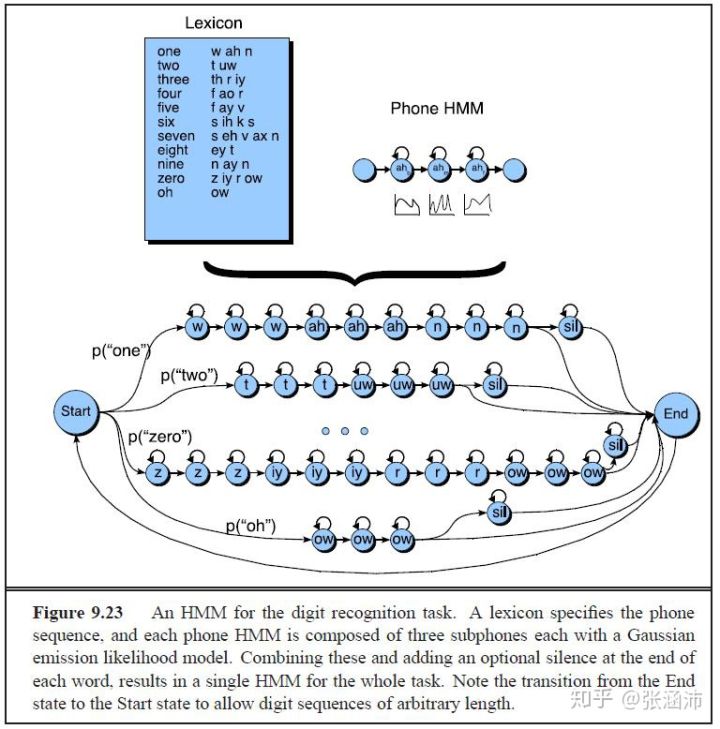 Lexicon
one w ah n
two t uw
three th r iy
four f ao r
five f ay v
six s ih k s
seven s eh v ax n
eight ey t
nine n ay n
zero z iy r ow
oh ow
Phone HMM
ah ah ah
w w w ah ah ah n n n sil
p("one")
p("two")
t t t uw uw uw sil
Start
End
p("zero")
sil
z z z iy iy iy r r r ow ow ow
sil
p("oh")
ow ow ow
Figure 9.23 An HMM for the digit recognition task. A lexicon specifies the phone
sequence, and each phone HMM is composed of three subphones each with a Gaussian
emission likelihood model. Combining these and adding an optional silence at the end of
each word, results in a single HMM for the whole task. Note the transition from the End
state to the Start state to allow digit sequences of arbitrary length.
知乎 @张涵沛